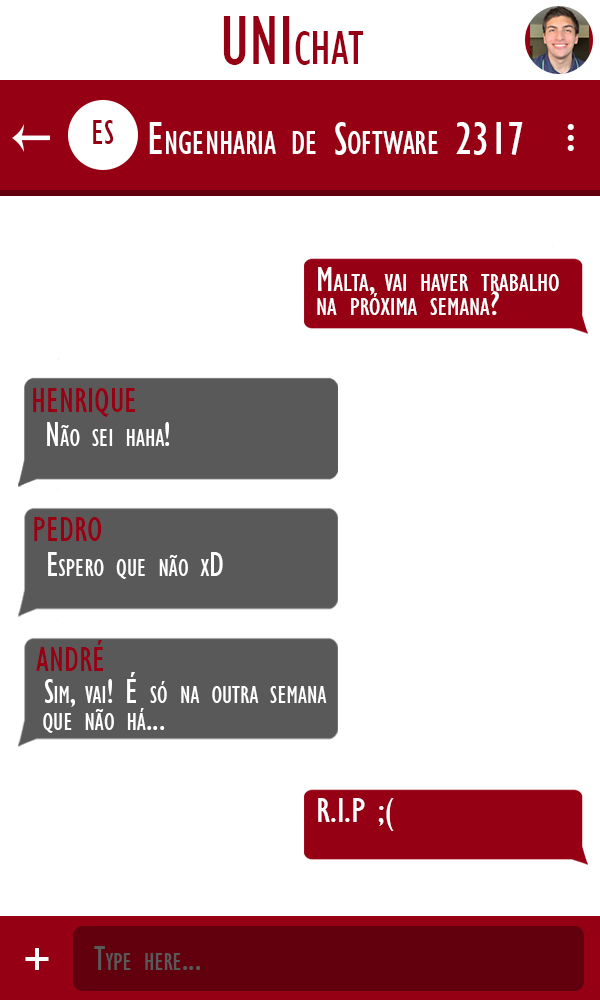 UNICHAT
ES
ENGENHARIA DE SOFTWARE 2317
MALTA, VAI HAVER TRABALHO
NA PRÓXIMA SEMANA?
HENRIQUE
NÃO SEI HAHA!
PEDRO
ESPERO QUE NÃO XD
ANDRÉ
SIM, VAI! É SÓ NA OUTRA SEMANA
QUE NÃO HÁ...
R.I.P ;(
+
TYPE HERE...